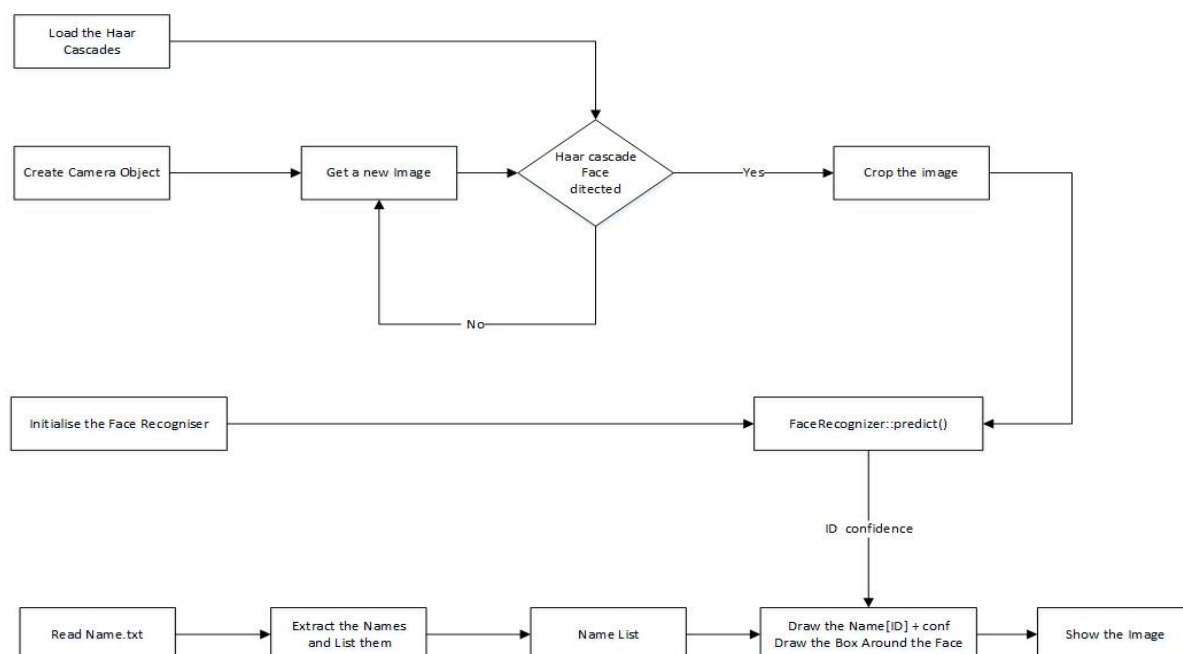 Load the Haar
Cascades
Create Camera Object
Get a new Image
Haar cascade
Face
ditected
Yes
Crop the image
No
Initialise the Face Recogniser
FaceRecognizer::predict()
ID confidence
Read Name.txt
Extract the Names
and List them
Name List
Draw the Name[ID] + conf
Draw the Box Around the Face
Show the Image